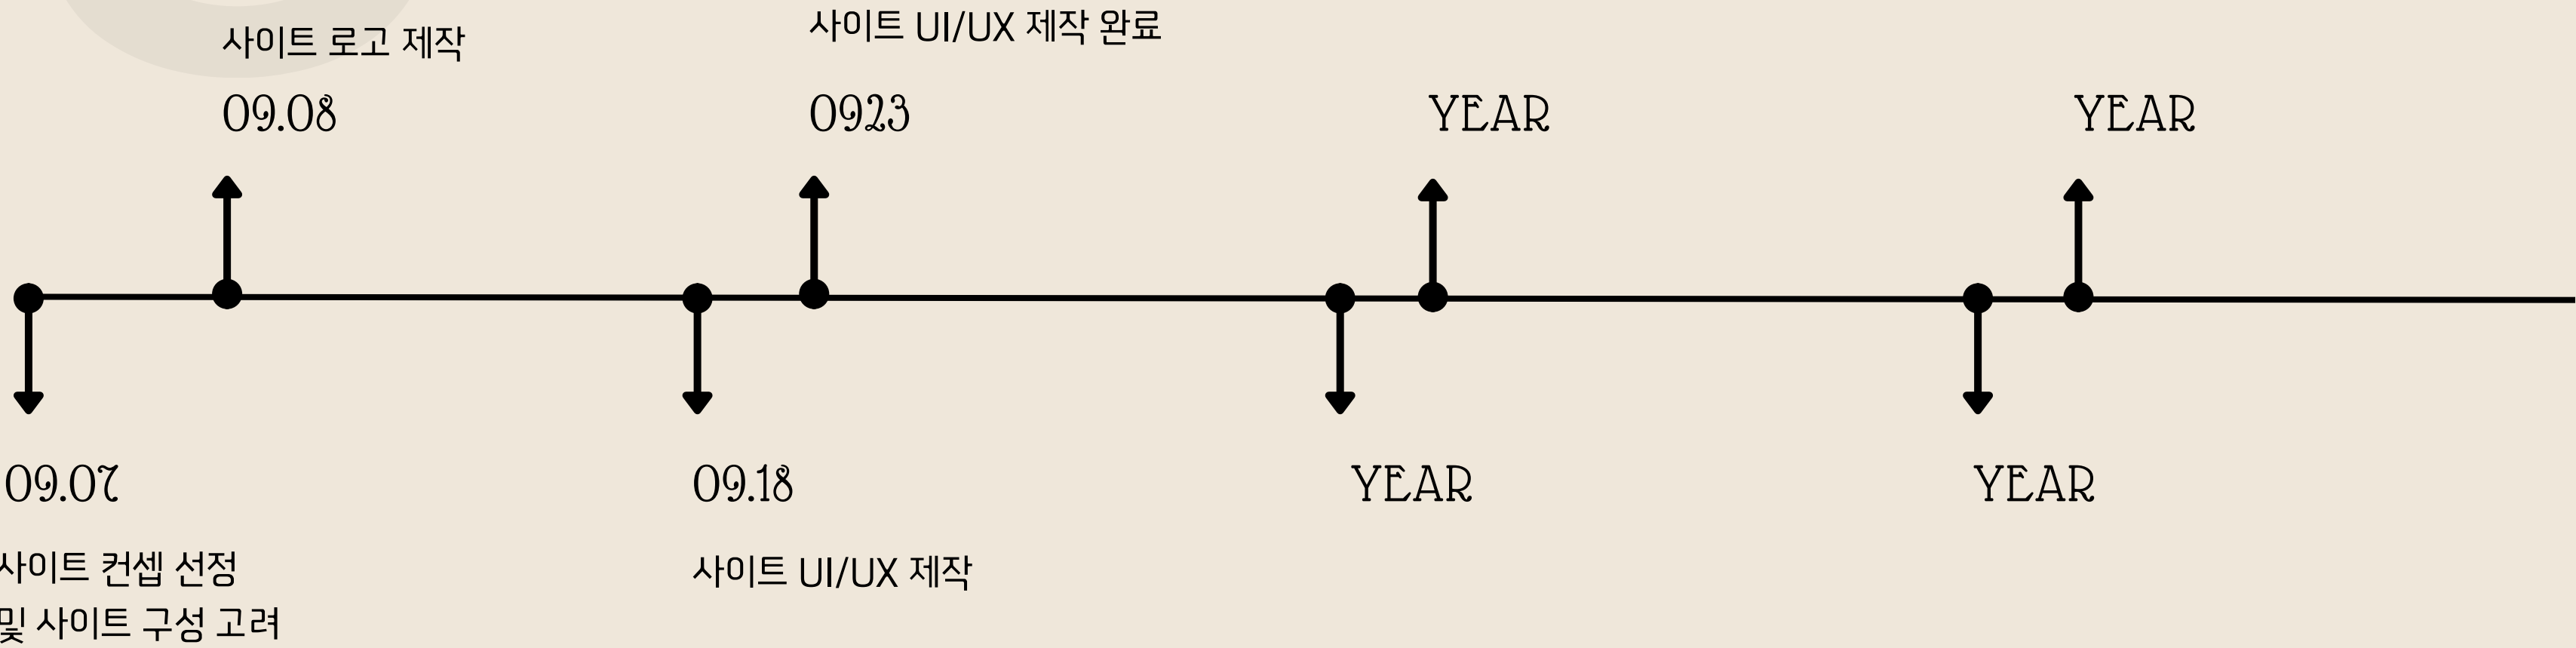 사이트 로고 제작
사이트 UI/UX 제작 완료
09.08
0923
YEAR
YEAR
09.07
09.18
YEAR
YEAR
사이트 컨셉 선정
및 사이트 구성 고려
사이트 UI/UX 제작